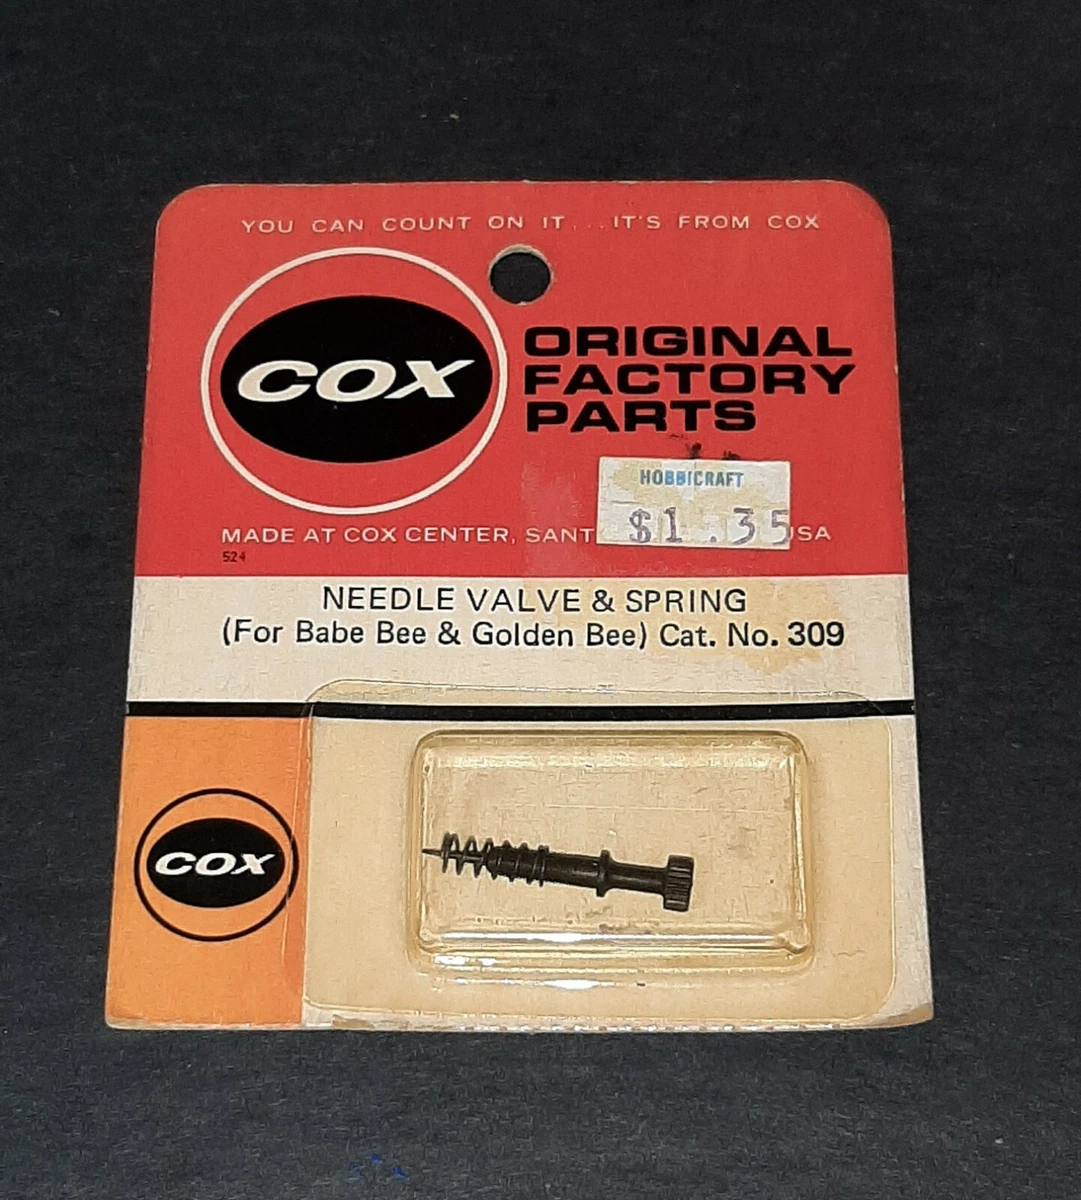 YOU CAN COUNT ON IT...IT'S FROM COX
COX
ORIGINAL
FACTORY
PARTS
HOBBICRAFT
$1.35
MADE AT COX CENTER, SANT USA
524
NEEDLE VALVE & SPRING
(For Babe Bee & Golden Bee) Cat. No. 309
COX